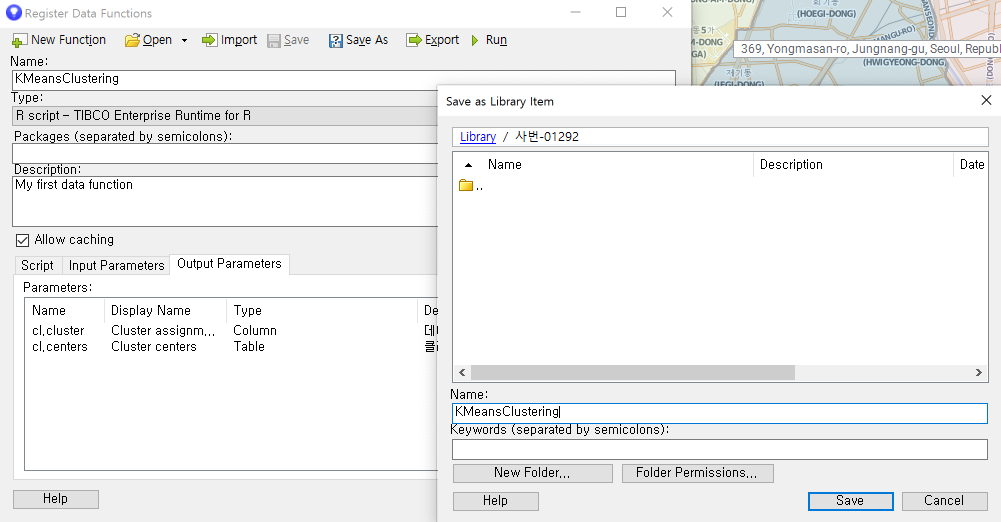 Register Data Functions
New Function
Open
Import
Save
Save As
Export
Run
Name:
KMeansClustering
Type:
R script - TIBCO Enterprise Runtime for R
Packages (separated by semicolons):
Description:
My first data function
Allow caching
Script
Input Parameters
Output Parameters
Parameters:
Name Display Name Type De
cl.cluster Cluster assignm... Column 데
cl.centers Cluster centers Table 클
Help
(HOEGI-DONG)
369, Yongmasan-ro, Jungnang-gu, Seoul, Republ
제기동
(HWIGYEONG-DONG)
Save as Library Item
Library / 사번-01292
Name Description Date
..
Name:
KMeansClustering
Keywords (separated by semicolons):
New Folder...
Folder Permissions...
Help
Save
Cancel